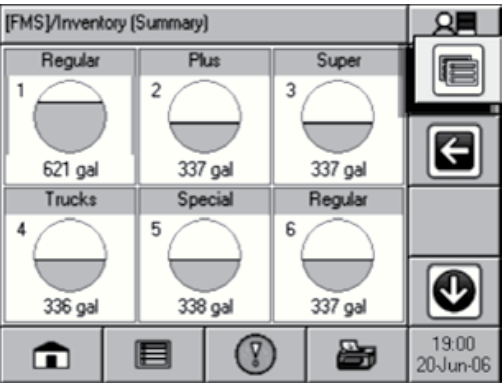 [FMS]/Inventory (Summary)
Regular
Plus
Super
1
2
3
621 gal
337 gal
337 gal
Trucks
Special
Regular
4
5
6
336 gal
338 gal
337 gal
19:00
20-Jun-06